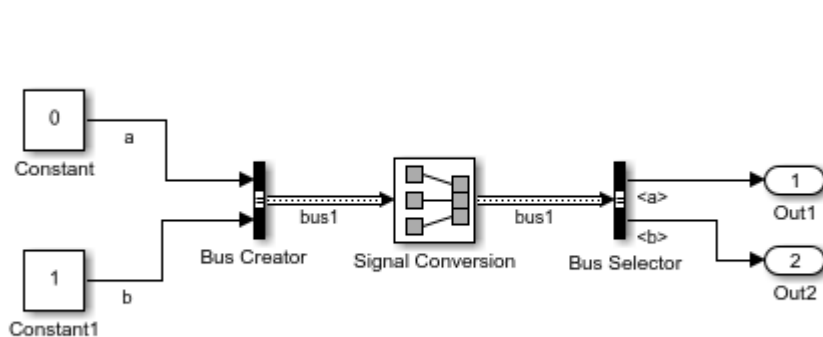 0
a
Constant
1
b
Constant1
bus1
Bus Creator
Signal Conversion
bus1
Bus Selector
<a>
<b>
1
Out1
2
Out2